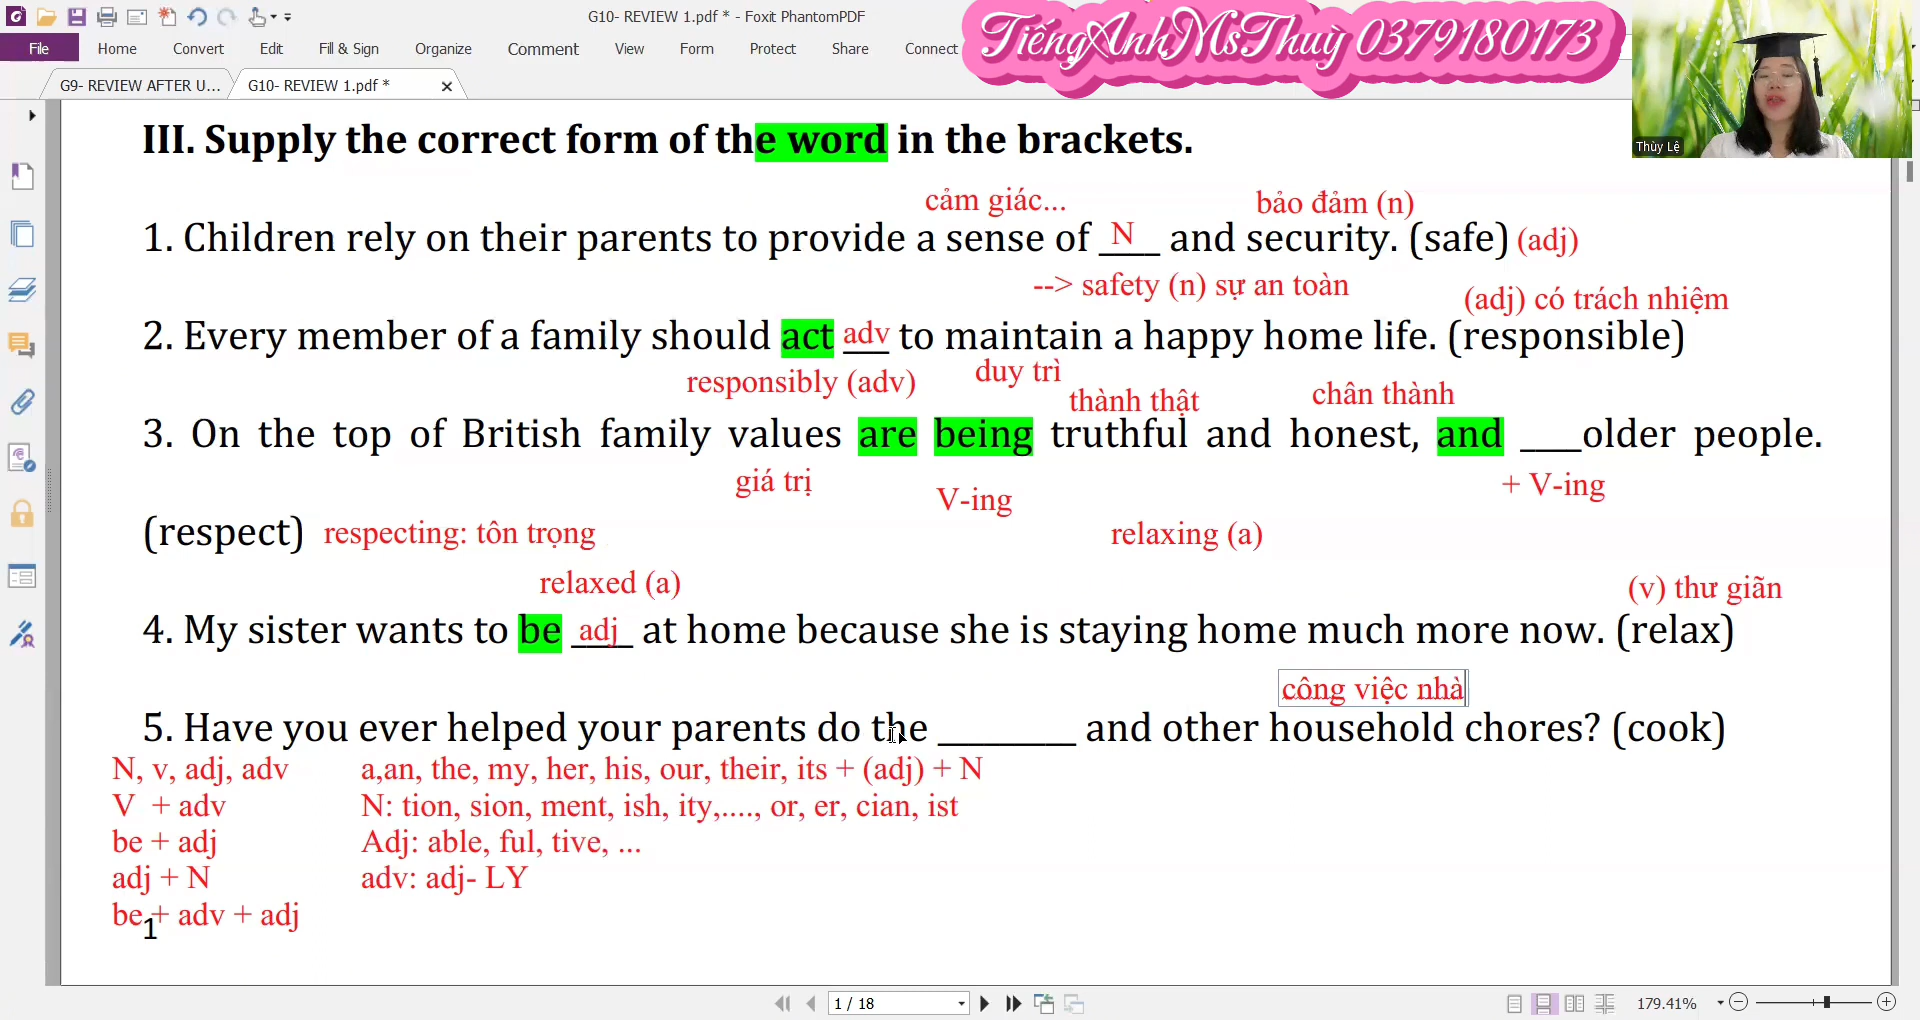 G10- REVIEW 1.pdf * - Foxit PhantomPDF
TiếngAnhMsThuỳ 0379180173
File Home Convert Edit Fill & Sign Organize Comment View Form Protect Share Connect
G9- REVIEW AFTER U... G10- REVIEW 1.pdf *
Thùy Lệ
III. Supply the correct form of the word in the brackets.
cảm giác... bảo đảm (n)
1. Children rely on their parents to provide a sense of N and security. (safe) (adj)
--> safety (n) sự an toàn
(adj) có trách nhiệm
2. Every member of a family should act adv to maintain a happy home life. (responsible)
responsibly (adv) duy trì
thành thật chân thành
3. On the top of British family values are being truthful and honest, and ____older people.
giá trị V-ing + V-ing
(respect) respecting: tôn trọng relaxing (a)
relaxed (a) (v) thư giãn
4. My sister wants to be adj at home because she is staying home much more now. (relax)
công việc nhà
5. Have you ever helped your parents do the _________ and other household chores? (cook)
N, v, adj, adv a,an, the, my, her, his, our, their, its + (adj) + N
V + adv N: tion, sion, ment, ish, ity,...., or, er, cian, ist
be + adj Adj: able, ful, tive, ...
adj + N adv: adj- LY
be + adv + adj
1
1 / 18 179.41%